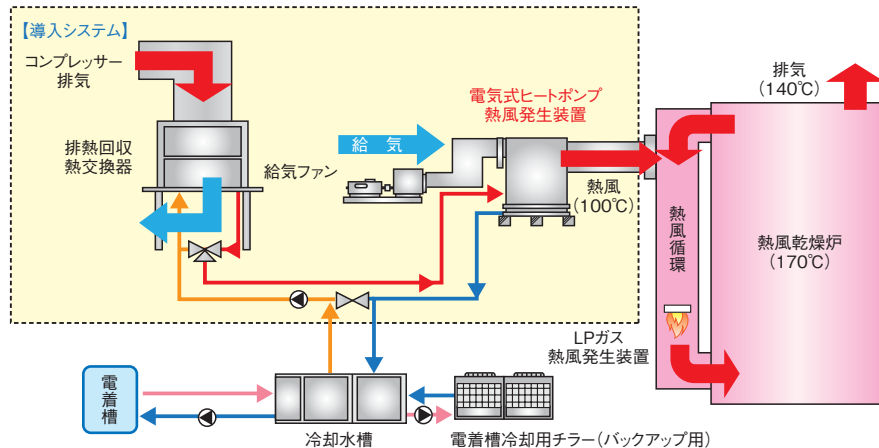 【導入システム】
コンプレッサー
排気
排熱回収
熱交換器
給気ファン
給 気
電気式ヒートポンプ
熱風発生装置
熱風
(100℃)
排気
(140℃)
熱風循環
熱風乾燥炉
(170℃)
LPガス
熱風発生装置
電着槽
冷却水槽
電着槽冷却用チラー(バックアップ用)